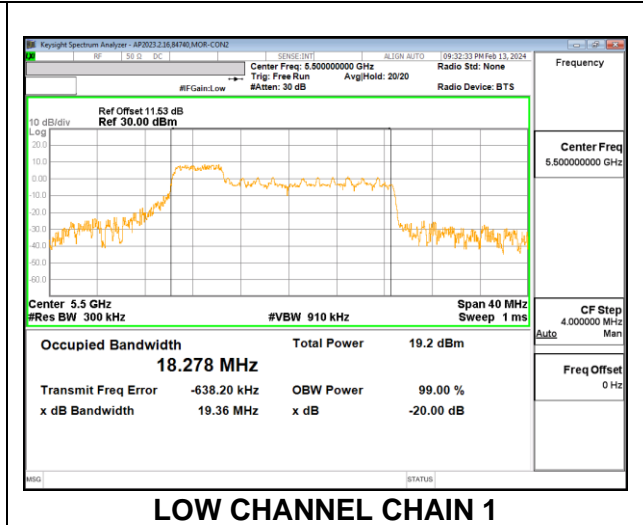 Keysight Spectrum Analyzer - AP2023.2.16,84740,MOR-CON2
RF 50 Ω DC SENSE:INT ALIGN AUTO 09:32:33 PM Feb 13, 2024
Center Freq: 5.500000000 GHz Radio Std: None
Trig: Free Run Avg|Hold: 20/20
#IFGain:Low #Atten: 30 dB Radio Device: BTS
Frequency
Ref Offset 11.53 dB
10 dB/div Ref 30.00 dBm
Log
20.0
10.0
0.00
-10.0
-20.0
-30.0
-40.0
-50.0
-60.0
Center 5.5 GHz Span 40 MHz
#Res BW 300 kHz #VBW 910 kHz Sweep 1 ms
Center Freq
5.500000000 GHz
CF Step
4.000000 MHz
Auto Man
Freq Offset
0 Hz
Occupied Bandwidth Total Power 19.2 dBm
18.278 MHz
Transmit Freq Error -638.20 kHz OBW Power 99.00 %
x dB Bandwidth 19.36 MHz x dB -20.00 dB
MSG STATUS
LOW CHANNEL CHAIN 1